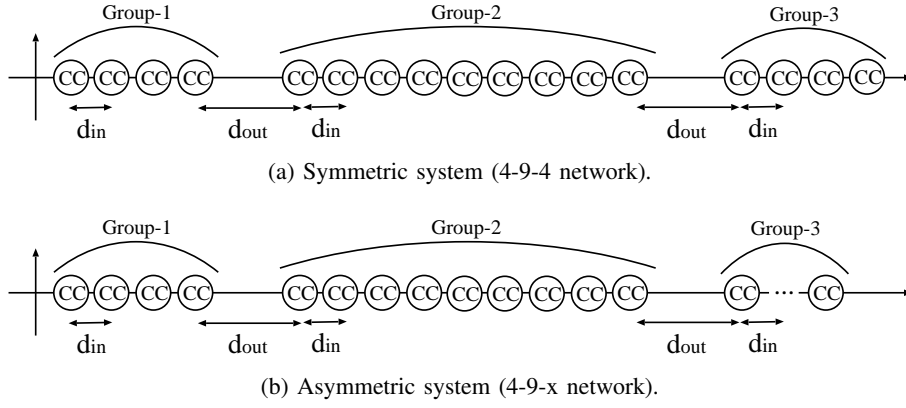 Group-1 Group-2 Group-3
CC CC CC CC CC CC CC CC CC CC CC CC CC CC CC CC CC
din dout din dout din
(a) Symmetric system (4-9-4 network).
Group-1 Group-2 Group-3
CC CC CC CC CC CC CC CC CC CC CC CC CC CC ... CC
din dout din dout din
(b) Asymmetric system (4-9-x network).